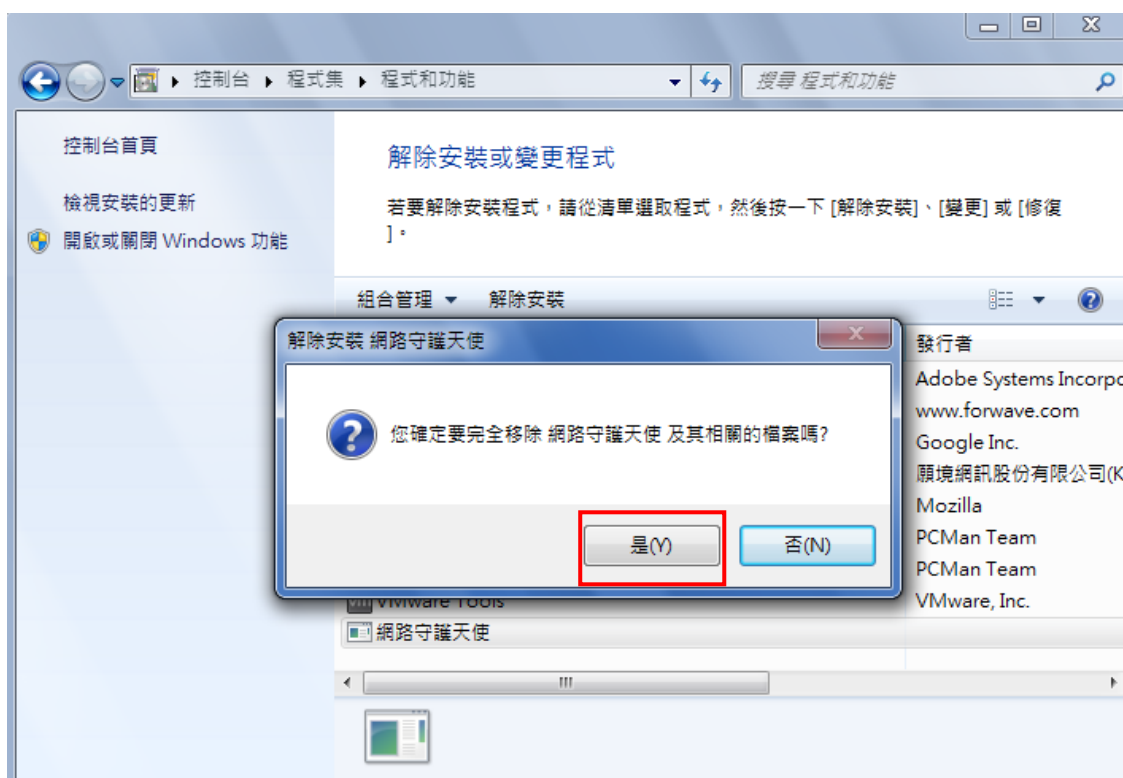 控制台 ▸ 程式集 ▸ 程式和功能
搜尋 程式和功能
控制台首頁
檢視安裝的更新
開啟或關閉 Windows 功能
解除安裝或變更程式
若要解除安裝程式，請從清單選取程式，然後按一下 [解除安裝]、[變更] 或 [修復
]。
組合管理 解除安裝
解除安裝 網路守護天使
您確定要完全移除 網路守護天使 及其相關的檔案嗎?
是(Y) 否(N)
發行者
Adobe Systems Incorpo
www.forwave.com
Google Inc.
願境網訊股份有限公司(K
Mozilla
PCMan Team
PCMan Team
VMware Tools VMware, Inc.
網路守護天使